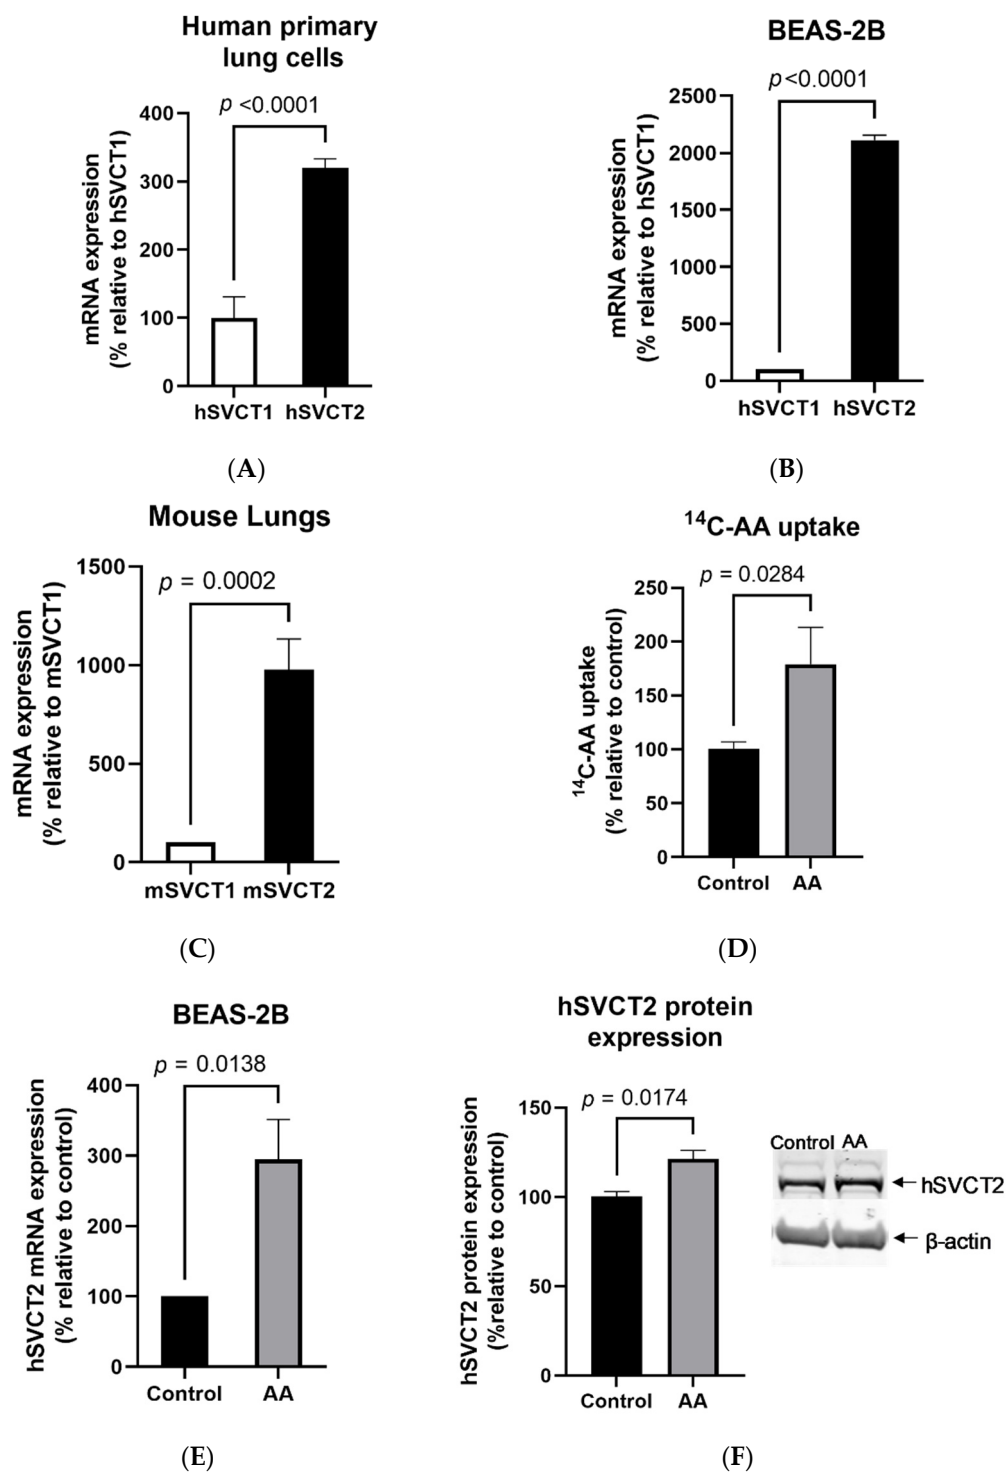 Human primary
lung cells
p <0.0001
mRNA expression
(% relative to hSVCT1)
400
300
200
100
0
hSVCT1 hSVCT2
(A)
BEAS-2B
p<0.0001
mRNA expression
(% relative to hSVCT1)
2500
2000
1500
1000
500
0
hSVCT1 hSVCT2
(B)
Mouse Lungs
p = 0.0002
mRNA expression
(% relative to mSVCT1)
1500
1000
500
0
mSVCT1 mSVCT2
(C)
¹⁴C-AA uptake
p = 0.0284
¹⁴C-AA uptake
(% relative to control)
250
200
150
100
50
0
Control AA
(D)
BEAS-2B
p = 0.0138
hSVCT2 mRNA expression
(% relative to control)
400
300
200
100
0
Control AA
(E)
hSVCT2 protein
expression
p = 0.0174
hSVCT2 protein expression
(%relative to control)
150
100
50
0
Control AA
Control AA
hSVCT2
β-actin
(F)